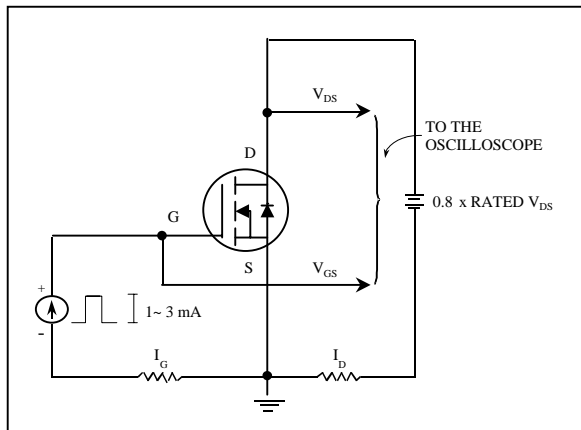 V_DS
TO THE
OSCILLOSCOPE
D
0.8 x RATED V_DS
G
S
V_GS
+
1~ 3 mA
-
I_G
I_D